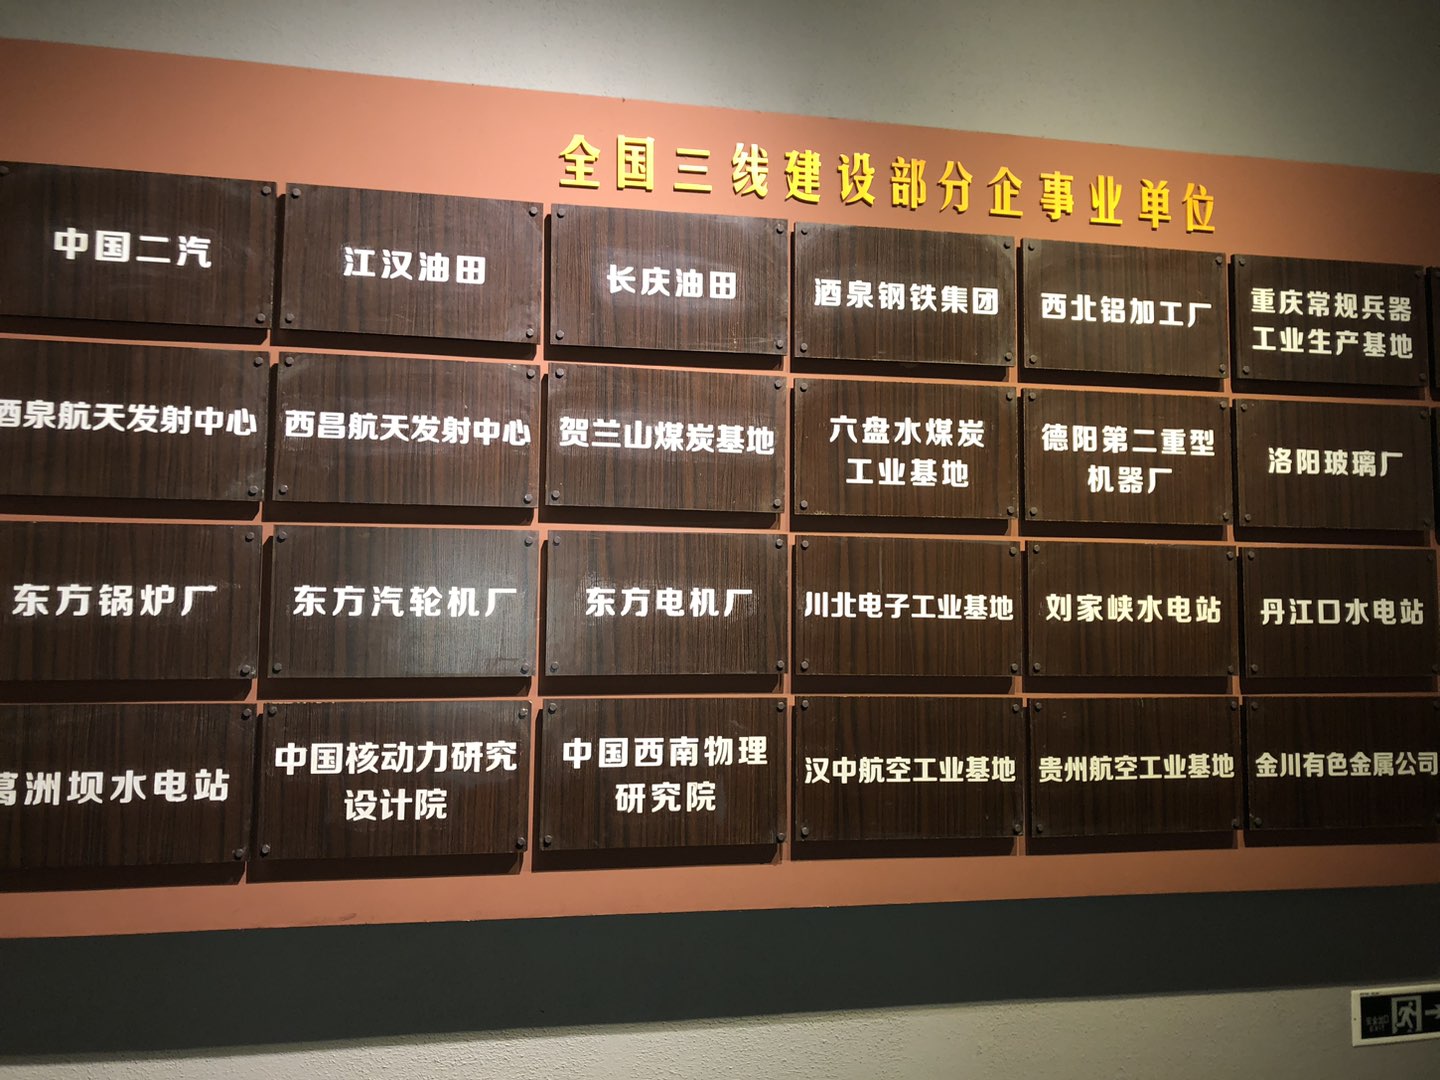 全国三线建设部分企事业单位
中国二汽
江汉油田
长庆油田
酒泉钢铁集团
西北铝加工厂
重庆常规兵器
工业生产基地
酒泉航天发射中心
西昌航天发射中心
贺兰山煤炭基地
六盘水煤炭
工业基地
德阳第二重型
机器厂
洛阳玻璃厂
东方锅炉厂
东方汽轮机厂
东方电机厂
川北电子工业基地
刘家峡水电站
丹江口水电站
葛洲坝水电站
中国核动力研究
设计院
中国西南物理
研究院
汉中航空工业基地
贵州航空工业基地
金川有色金属公司